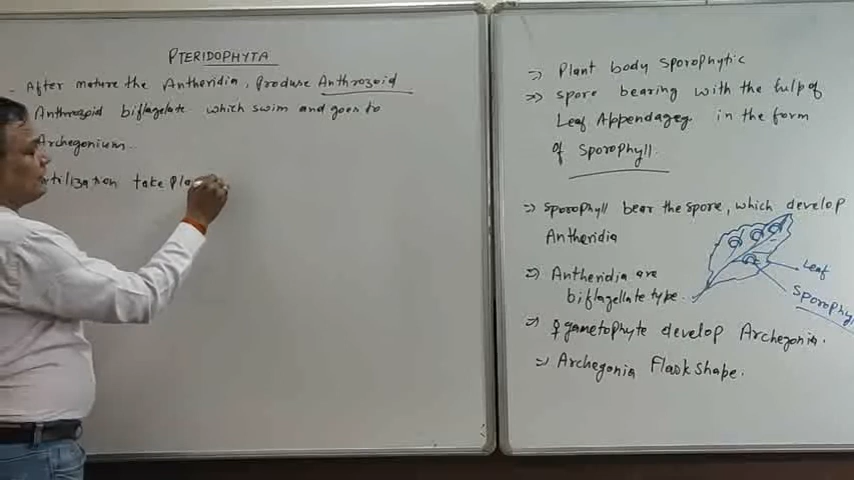 PTERIDOPHYTA
- After mature the Antheridia, Produce Anthrozoid
Anthrozoid biflagelate which swim and goes to
Archegonium..
tilization take Pla
=> Plant body sporophytic
=> spore bearing with the fulp of
Leaf Appendages. in the form
of Sporophyll.
=> Sporophyll bear the spore, which develop
Antheridia
=> Antheridia are
biflagellate type.
Leaf
Sporophyl
=> ♀ gametophyte develop Archegonia.
=> Archegonia Flask shape.